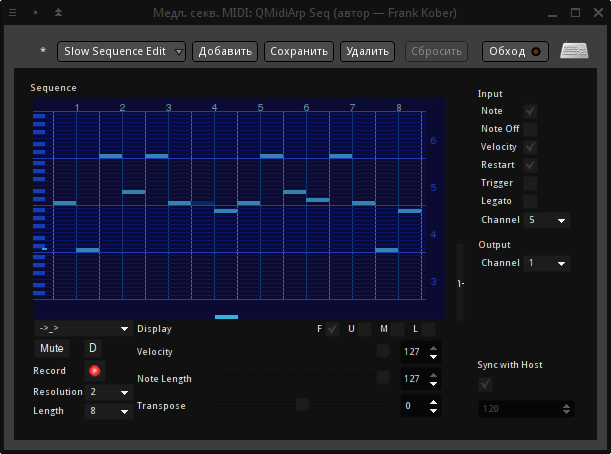 Медл. секв. MIDI: QMidiArp Seq (автор — Frank Kober)
* Slow Sequence Edit Добавить Сохранить Удалить Сбросить Обход
Sequence
1 2 3 4 5 6 7 8
6
5
4
3
Input
Note
Note Off
Velocity
Restart
Trigger
Legato
Channel 5
Output
Channel 1
->_> Display F U M L
Mute D
Velocity 127
Record
Note Length 127
Resolution 2
Transpose 0
Length 8
Sync with Host
120